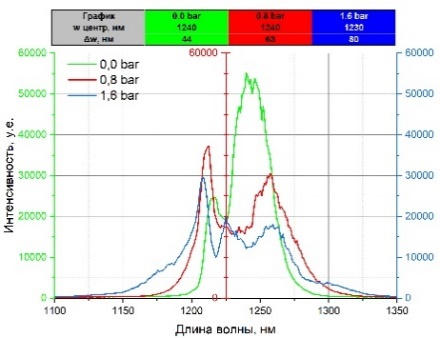 График 0.0 bar 0.8 bar 1.6 bar
w центр, нм 1240 1240 1230
Δw, нм 44 63 80
60000 60000 60000
0,0 bar
0,8 bar
1,6 bar
50000 50000
40000 40000
30000 30000
20000 20000
10000 10000
0 0 0
1100 1150 1200 1250 1300 1350
Интенсивность, у.е.
Длина волны, нм